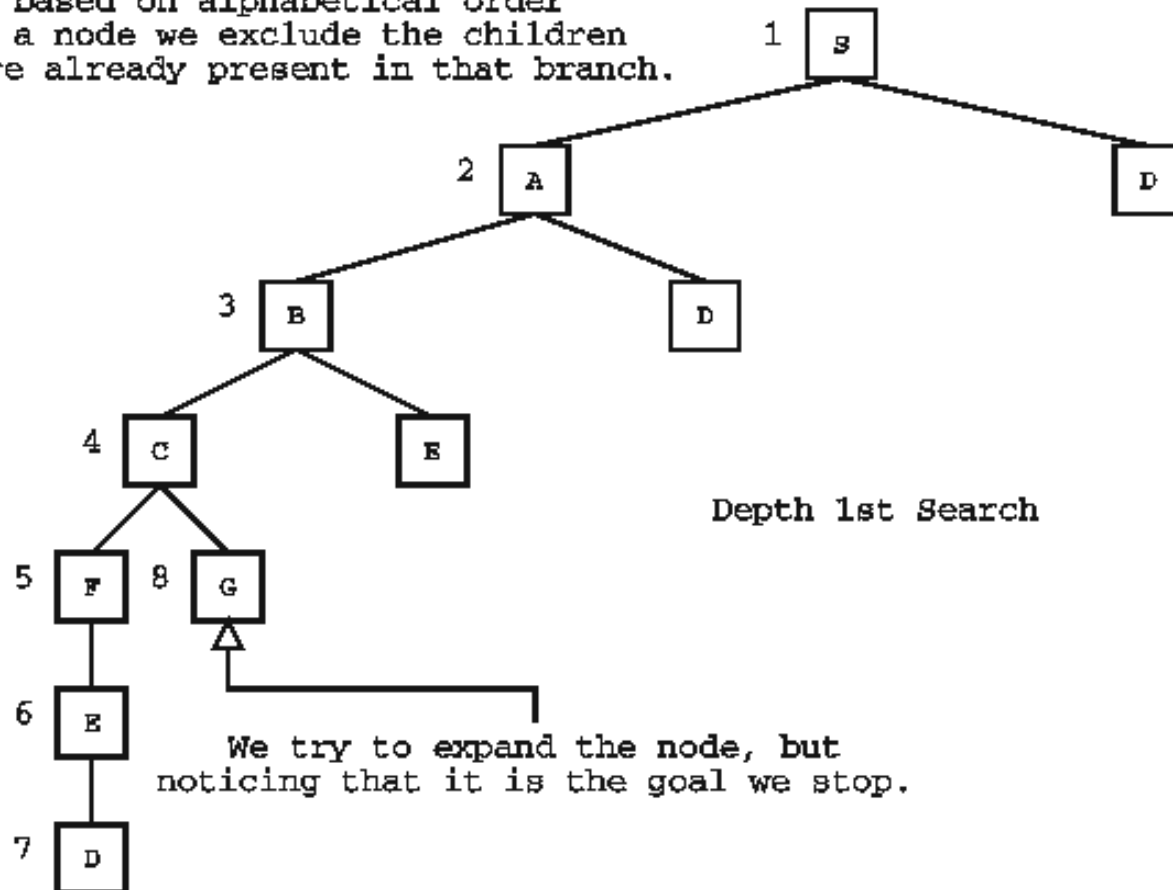 based on alphabetical order
a node we exclude the children
already present in that branch.
1 S
2 A D
3 B D
4 C E
Depth 1st Search
5 F 8 G
6 E
We try to expand the node, but
noticing that it is the goal we stop.
7 D